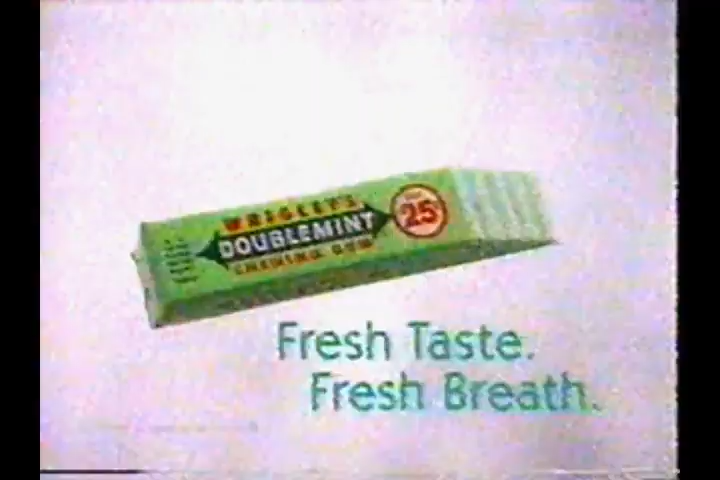 WRIGLEY'S
DOUBLEMINT
CHEWING GUM
25¢
Fresh Taste.
Fresh Breath.